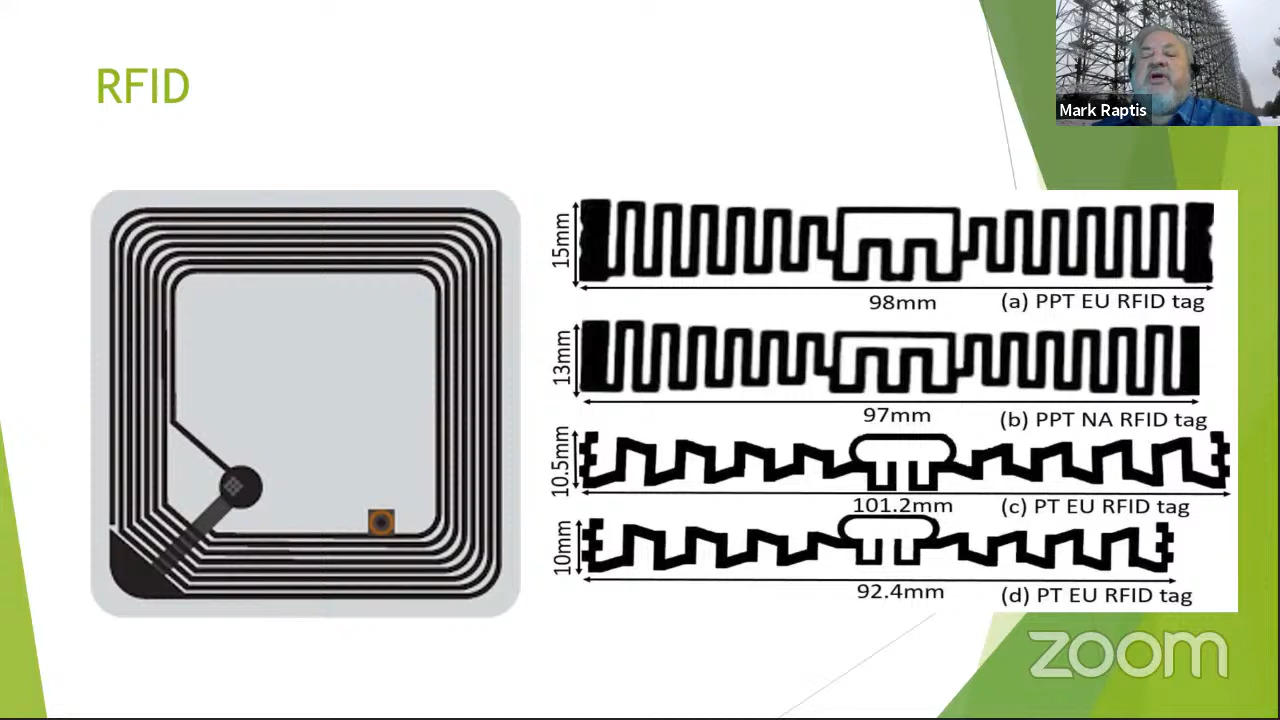 RFID
Mark Raptis
15mm
98mm
(a) PPT EU RFID tag
13mm
97mm
(b) PPT NA RFID tag
10.5mm
101.2mm
(c) PT EU RFID tag
10mm
92.4mm
(d) PT EU RFID tag
zoom